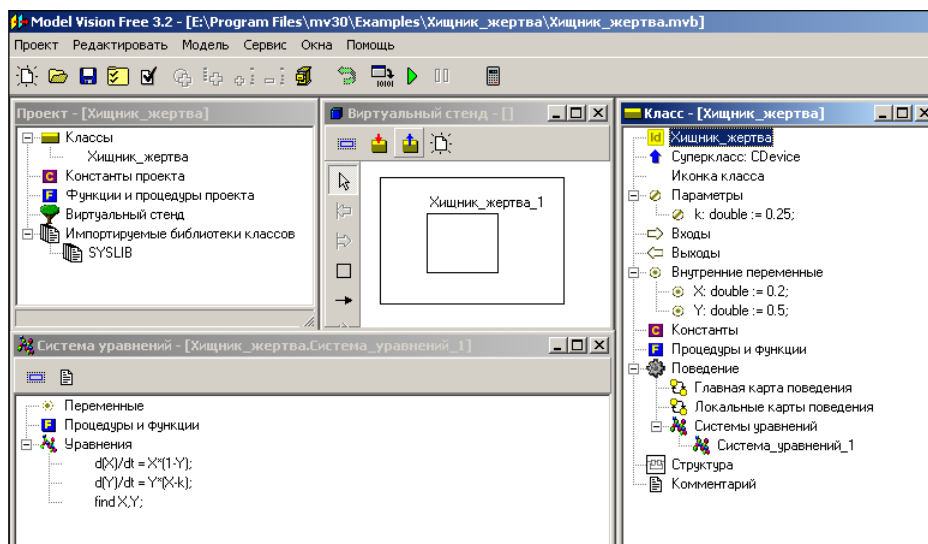 Model Vision Free 3.2 - [E:\Program Files\mv30\Examples\Хищник_жертва\Хищник_жертва.mvb]
Проект Редактировать Модель Сервис Окна Помощь
Проект - [Хищник_жертва]
Классы
Хищник_жертва
Константы проекта
Функции и процедуры проекта
Виртуальный стенд
Импортируемые библиотеки классов
SYSLIB
Виртуальный стенд - []
Хищник_жертва_1
Класс - [Хищник_жертва]
Хищник_жертва
Суперкласс: CDevice
Иконка класса
Параметры
k: double := 0.25;
Входы
Выходы
Внутренние переменные
X: double := 0.2;
Y: double := 0.5;
Константы
Процедуры и функции
Поведение
Главная карта поведения
Локальные карты поведения
Системы уравнений
Система_уравнений_1
Структура
Комментарий
Система уравнений - [Хищник_жертва.Система_уравнений_1]
Переменные
Процедуры и функции
Уравнения
d(X)/dt = X*(1-Y);
d(Y)/dt = Y*(X-k);
find X,Y;